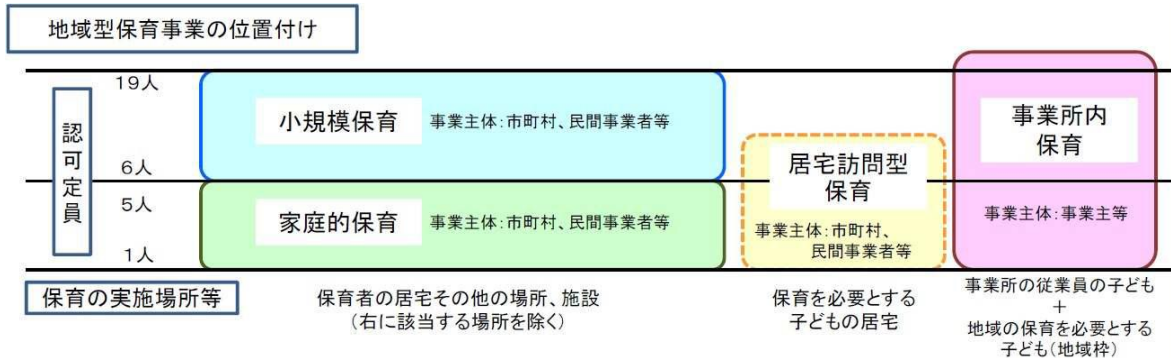 地域型保育事業の位置付け
認可定員
19人
6人
5人
1人
小規模保育
事業主体:市町村、民間事業者等
家庭的保育
事業主体:市町村、民間事業者等
居宅訪問型
保育
事業主体:市町村、
民間事業者等
事業所内
保育
事業主体:事業主等
保育の実施場所等
保育者の居宅その他の場所、施設
(右に該当する場所を除く)
保育を必要とする
子どもの居宅
事業所の従業員の子ども
+
地域の保育を必要とする
子ども(地域枠)